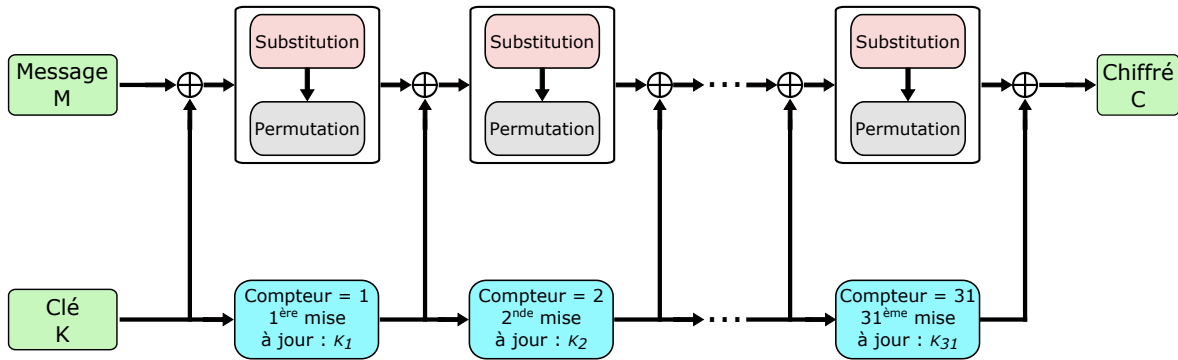 Substitution
Permutation
Substitution
Permutation
Substitution
Permutation
Message
M
Chiffré
C
Clé
K
Compteur = 1
1ère mise
à jour : K1
Compteur = 2
2nde mise
à jour : K2
Compteur = 31
31ème mise
à jour : K31